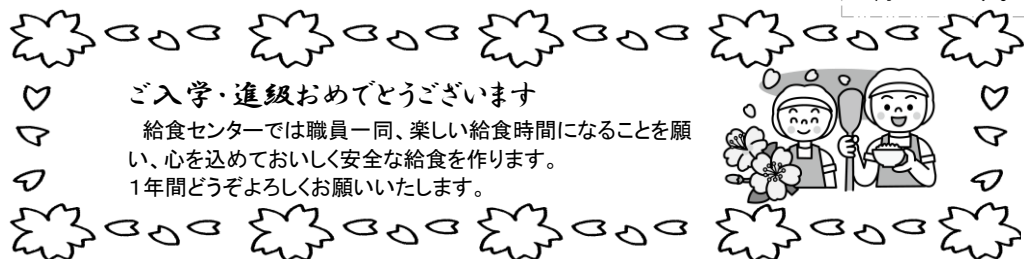 ご入学・進級おめでとうございます
給食センターでは職員一同、楽しい給食時間になることを願
い、心を込めておいしく安全な給食を作ります。
1年間どうぞよろしくお願いいたします。